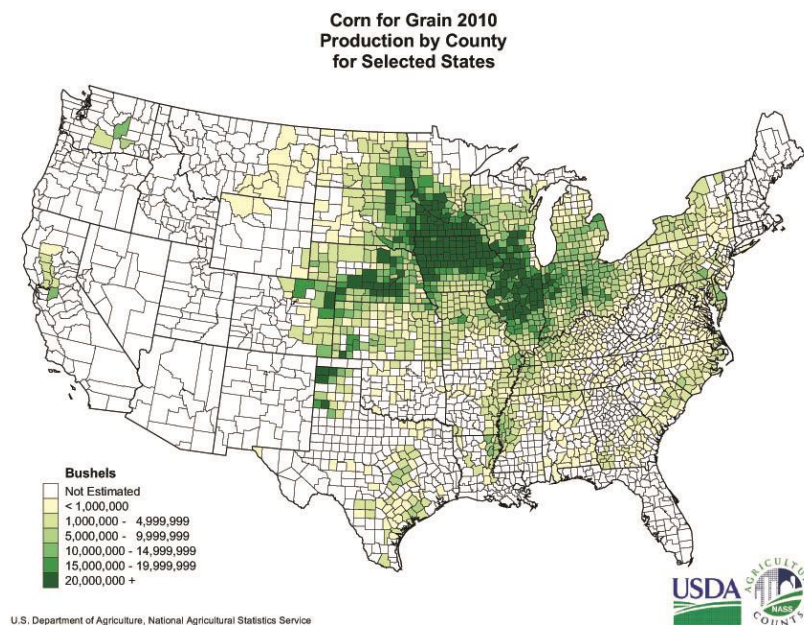 Corn for Grain 2010
Production by County
for Selected States
Bushels
Not Estimated
< 1,000,000
1,000,000 - 4,999,999
5,000,000 - 9,999,999
10,000,000 - 14,999,999
15,000,000 - 19,999,999
20,000,000 +
USDA
AGRICULTURE
NASS
COUNTS
U.S. Department of Agriculture, National Agricultural Statistics Service